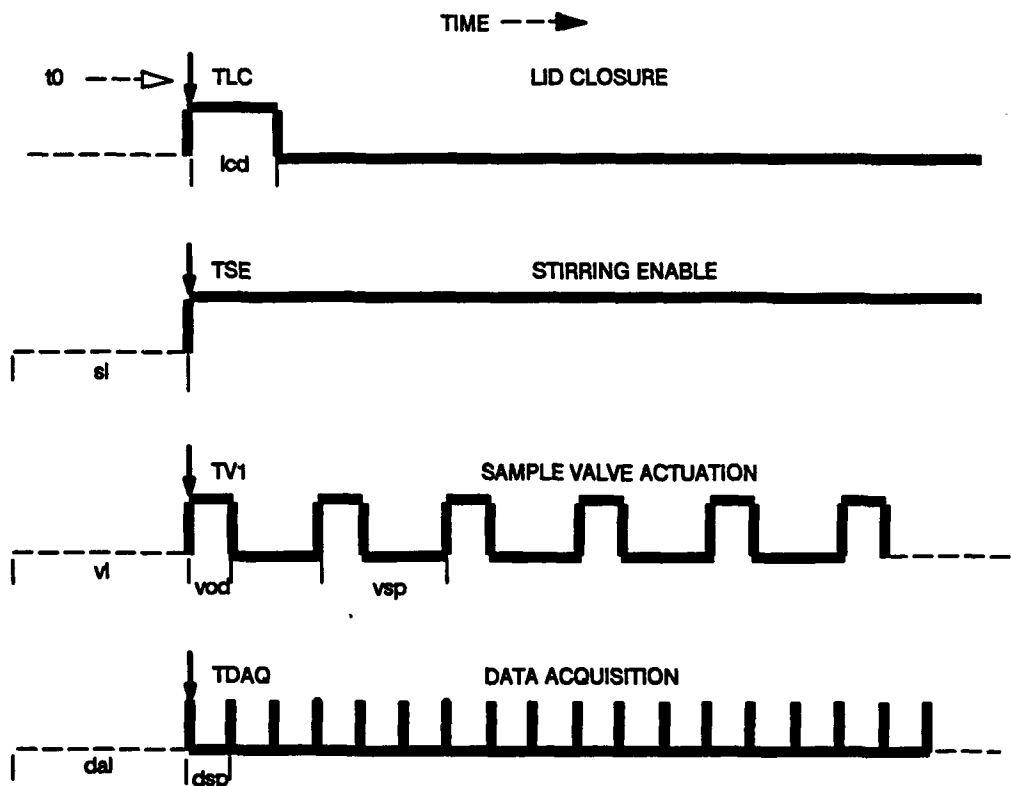 TIME
t0
TLC
LID CLOSURE
lcd
TSE
STIRRING ENABLE
sl
TV1
SAMPLE VALVE ACTUATION
vl
vod
vsp
TDAQ
DATA ACQUISITION
dal
dsp